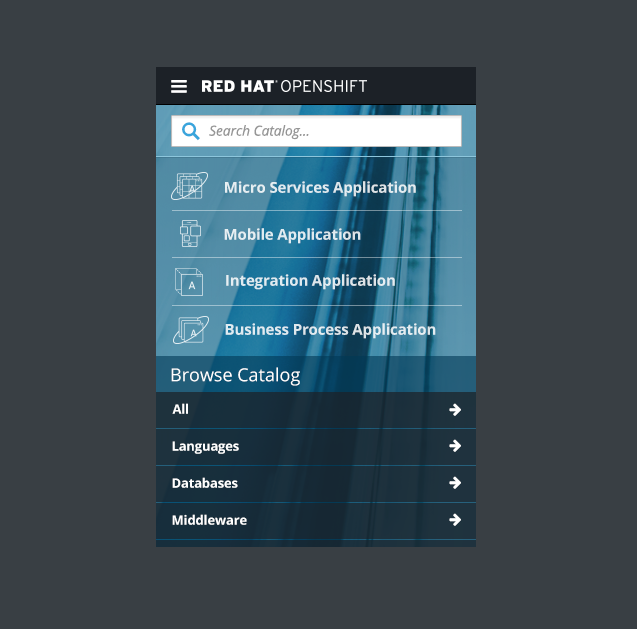 RED HAT® OPENSHIFT
Search Catalog...
A
Micro Services Application
Mobile Application
A
Integration Application
A
Business Process Application
Browse Catalog
All
Languages
Databases
Middleware